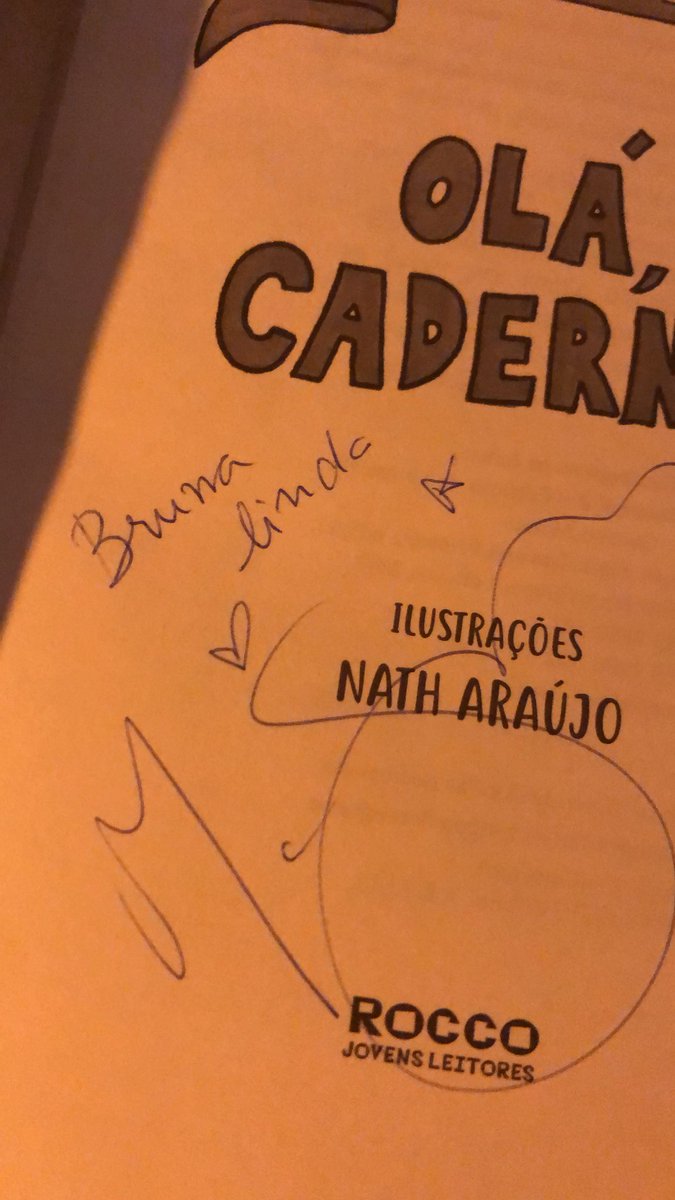 OLÁ,
CADERN
Bruna
linda
ILUSTRAÇÕES
NATH ARAÚJO
ROCCO
JOVENS LEITORES